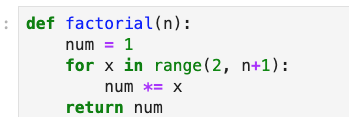 :
def factorial(n):
    num = 1
    for x in range(2, n+1):
        num *= x
    return num